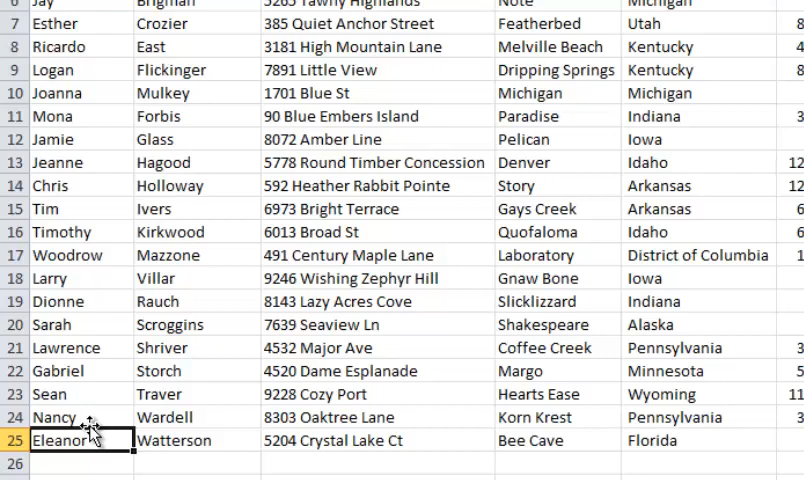 6 Jay Brigman 5265 Tawny Highlands Note Michigan
7 Esther Crozier 385 Quiet Anchor Street Featherbed Utah 8
8 Ricardo East 3181 High Mountain Lane Melville Beach Kentucky 4
9 Logan Flickinger 7891 Little View Dripping Springs Kentucky 8
10 Joanna Mulkey 1701 Blue St Michigan Michigan
11 Mona Forbis 90 Blue Embers Island Paradise Indiana 3
12 Jamie Glass 8072 Amber Line Pelican Iowa
13 Jeanne Hagood 5778 Round Timber Concession Denver Idaho 12
14 Chris Holloway 592 Heather Rabbit Pointe Story Arkansas 12
15 Tim Ivers 6973 Bright Terrace Gays Creek Arkansas 6
16 Timothy Kirkwood 6013 Broad St Quofaloma Idaho 6
17 Woodrow Mazzone 491 Century Maple Lane Laboratory District of Columbia 1
18 Larry Villar 9246 Wishing Zephyr Hill Gnaw Bone Iowa
19 Dionne Rauch 8143 Lazy Acres Cove Slicklizzard Indiana
20 Sarah Scroggins 7639 Seaview Ln Shakespeare Alaska
21 Lawrence Shriver 4532 Major Ave Coffee Creek Pennsylvania 3
22 Gabriel Storch 4520 Dame Esplanade Margo Minnesota 5
23 Sean Traver 9228 Cozy Port Hearts Ease Wyoming 11
24 Nancy Wardell 8303 Oaktree Lane Korn Krest Pennsylvania 3
25 Eleanor Watterson 5204 Crystal Lake Ct Bee Cave Florida
26